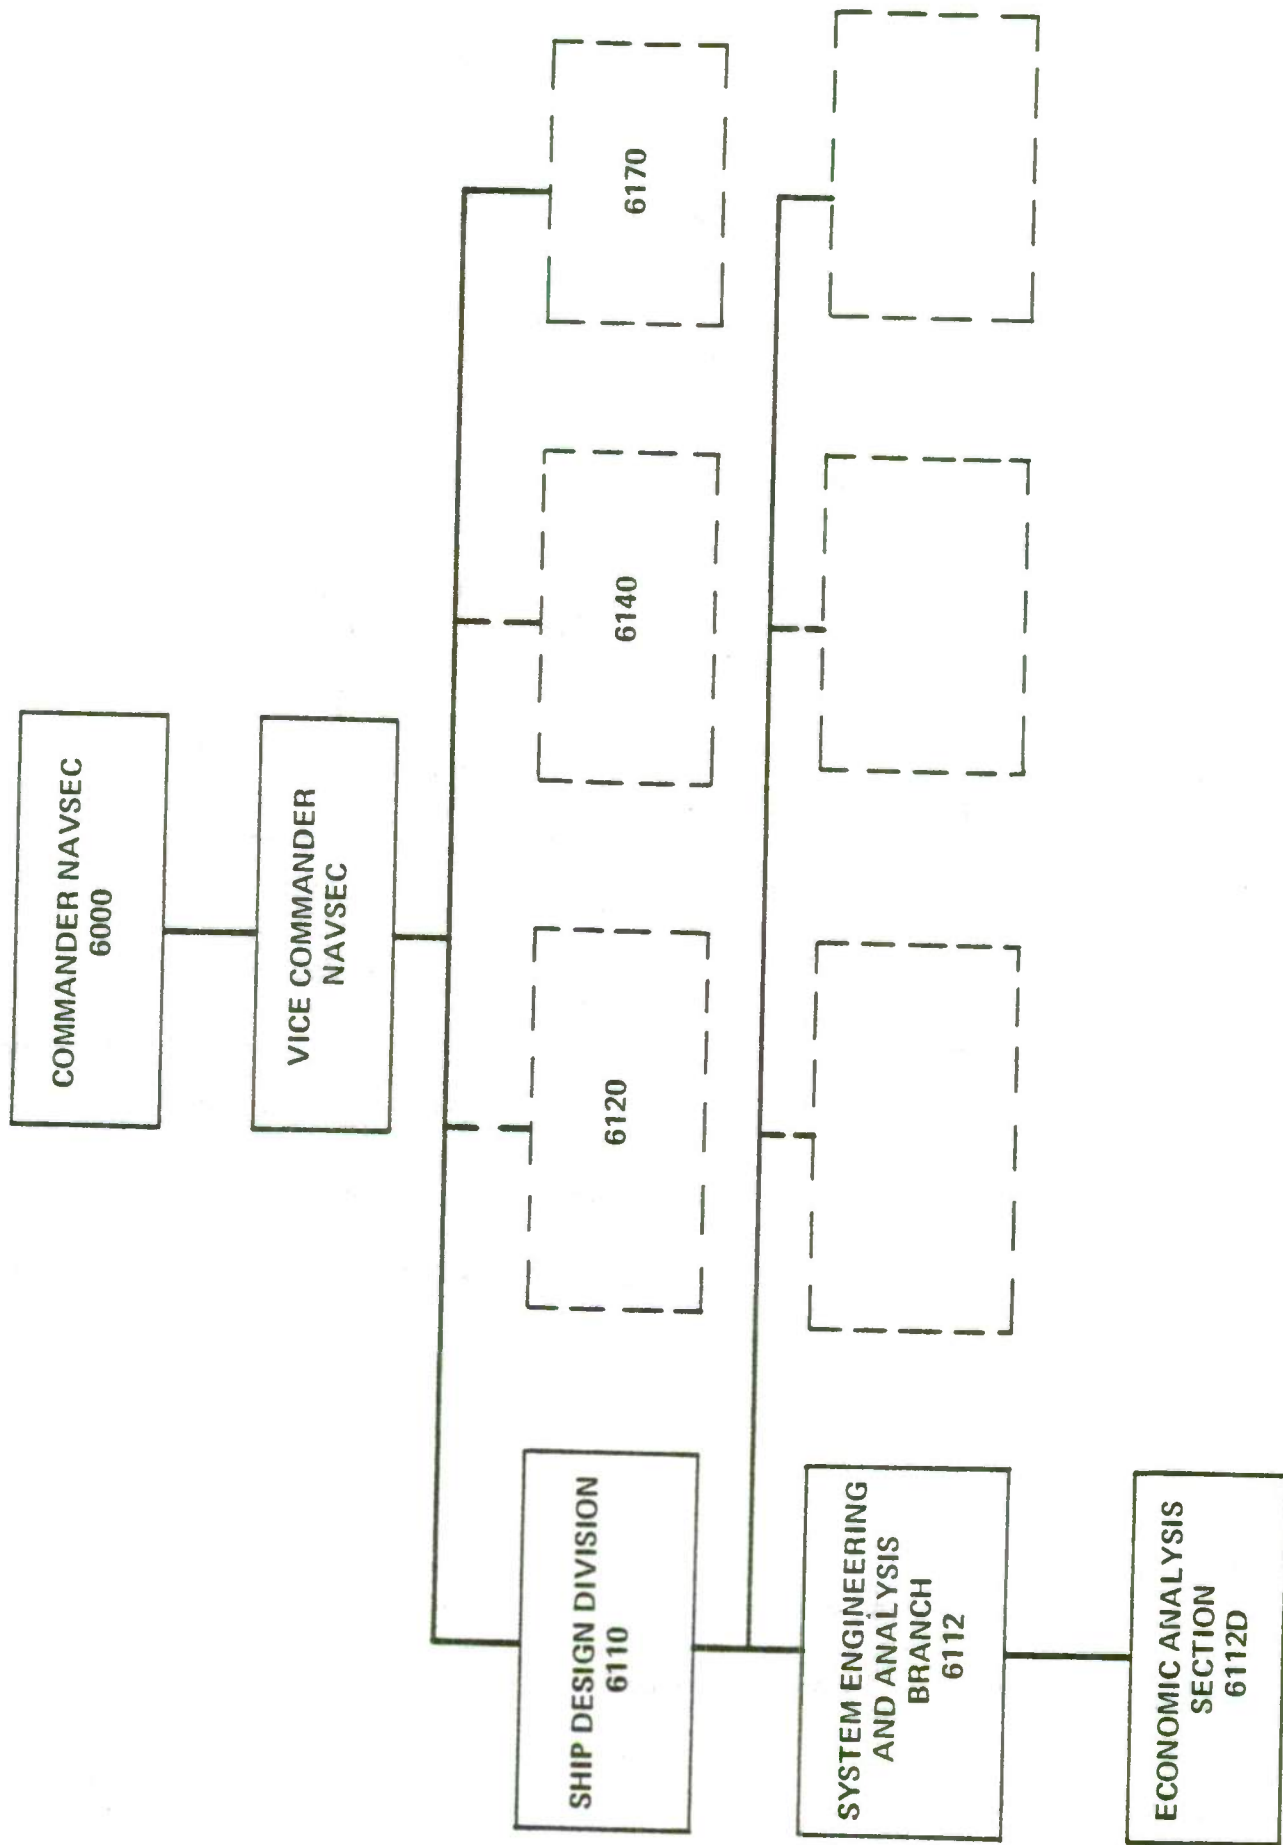 COMMANDER NAVSEC
6000
VICE COMMANDER
NAVSEC
SHIP DESIGN DIVISION
6110
6120
6140
6170
SYSTEM ENGINEERING
AND ANALYSIS
BRANCH
6112
ECONOMIC ANALYSIS
SECTION
6112D